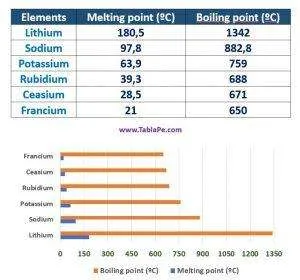 Elements Melting point (ºC) Boiling point (ºC)
Lithium 180,5 1342
Sodium 97,8 882,8
Potassium 63,9 759
Rubidium 39,3 688
Ceasium 28,5 671
Francium 21 650
www.TablaPe.com
Francium
Ceasium
Rubidium
Potassium
Sodium
Lithium
0 150 300 450 600 750 900 1050 1200 1350
Boiling point (ºC) Melting point (ºC)